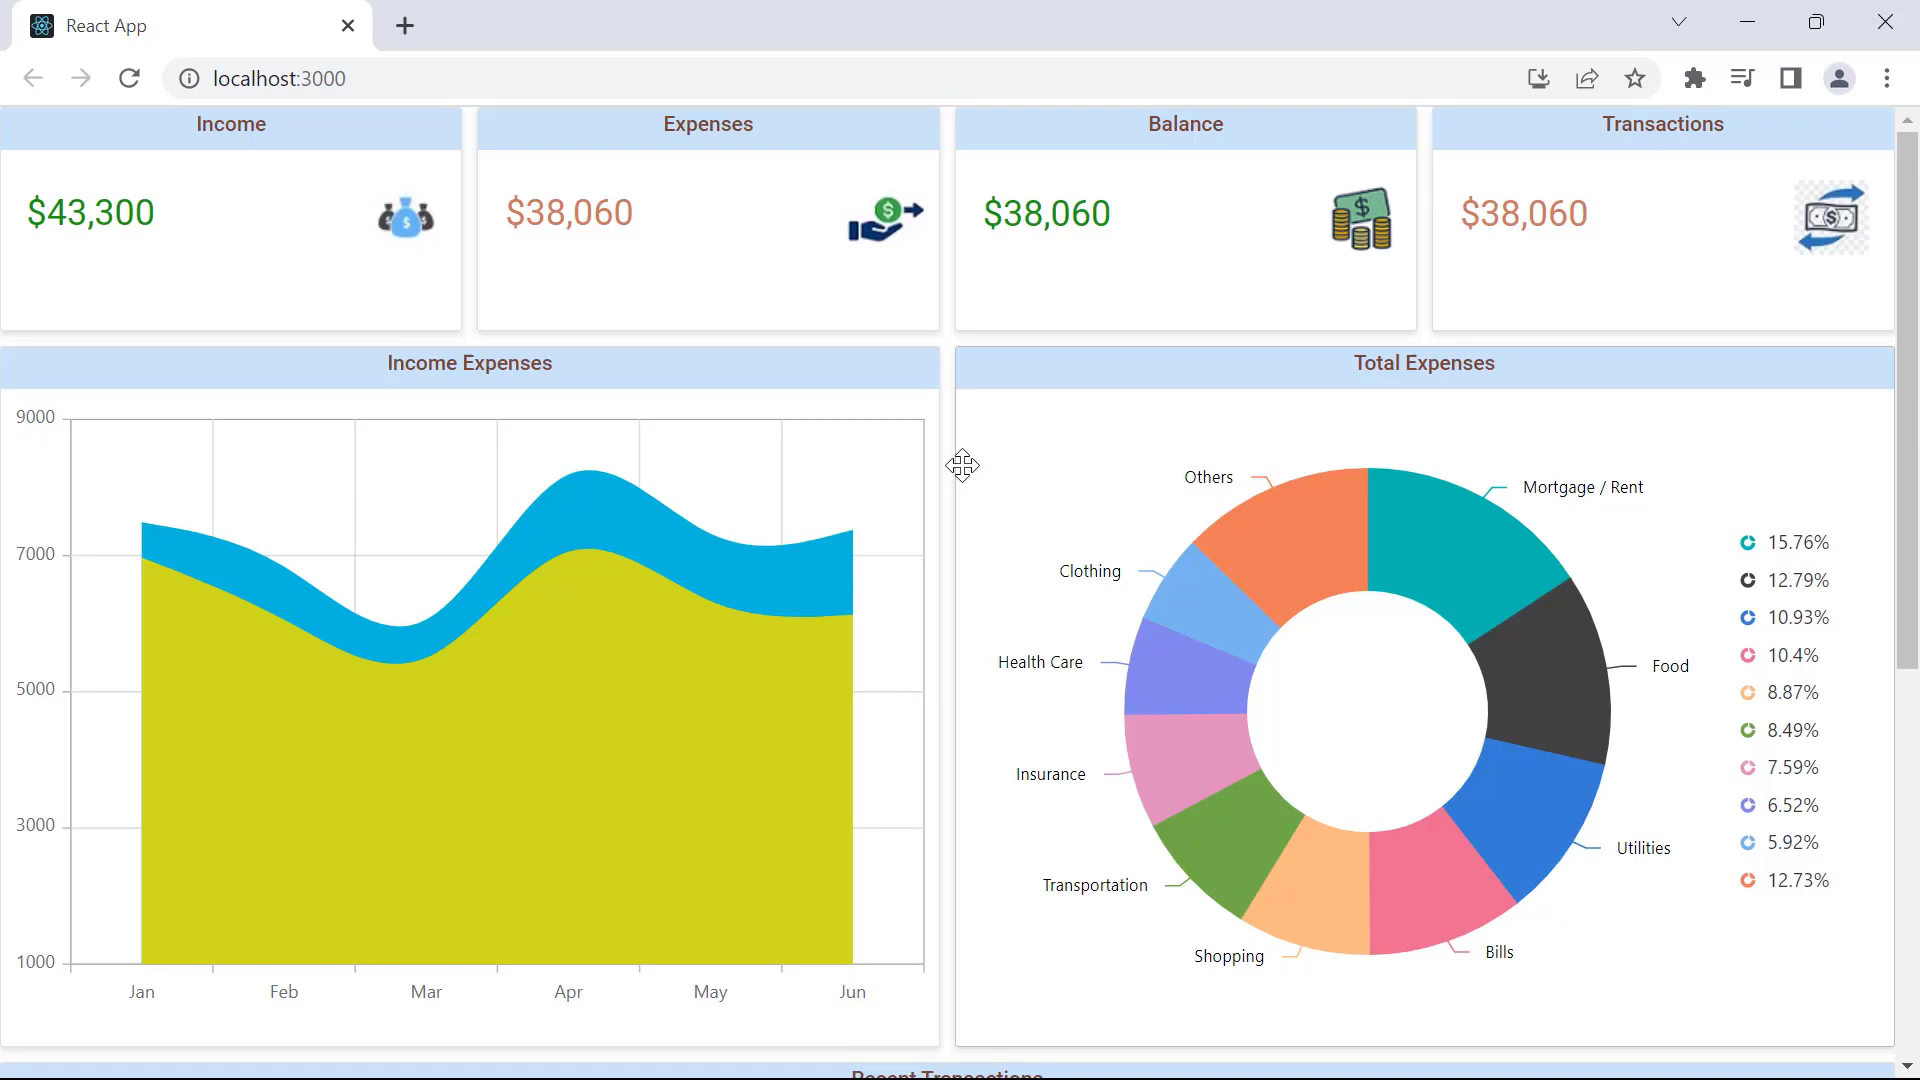 React App
localhost:3000
Income
Expenses
Balance
Transactions
$43,300
$38,060
$38,060
$38,060
Income Expenses
9000
7000
5000
3000
1000
Jan
Feb
Mar
Apr
May
Jun
Total Expenses
Others
Mortgage / Rent
Clothing
Health Care
Food
Insurance
Utilities
Transportation
Shopping
Bills
15.76%
12.79%
10.93%
10.4%
8.87%
8.49%
7.59%
6.52%
5.92%
12.73%
Recent Transactions